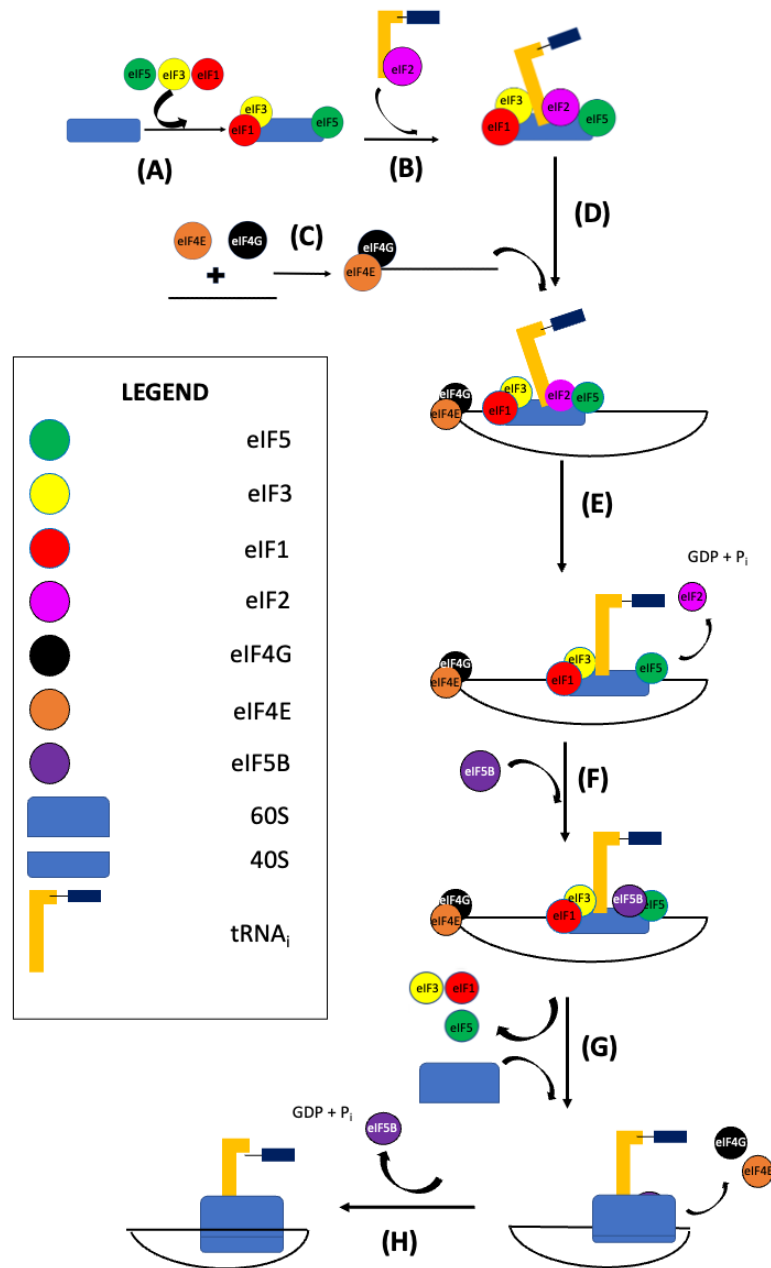 eIF5 eIF3 eIF1
eIF2
eIF3
eIF1
eIF5
eIF3
eIF2
eIF1
eIF5
(A)
(B)
(D)
eIF4E
eIF4G
(C)
+
eIF4G
eIF4E
LEGEND
eIF5
eIF3
eIF1
eIF2
eIF4G
eIF4E
eIF5B
60S
40S
tRNAi
eIF4G
eIF4E
eIF3
eIF1
eIF2
eIF5
(E)
GDP + Pi
eIF2
eIF4G
eIF4E
eIF3
eIF1
eIF5
eIF5B
(F)
eIF4G
eIF4E
eIF3
eIF1
eIF5B
eIF5
eIF3 eIF1
eIF5
(G)
GDP + Pi
eIF5B
eIF4G
eIF4E
(H)